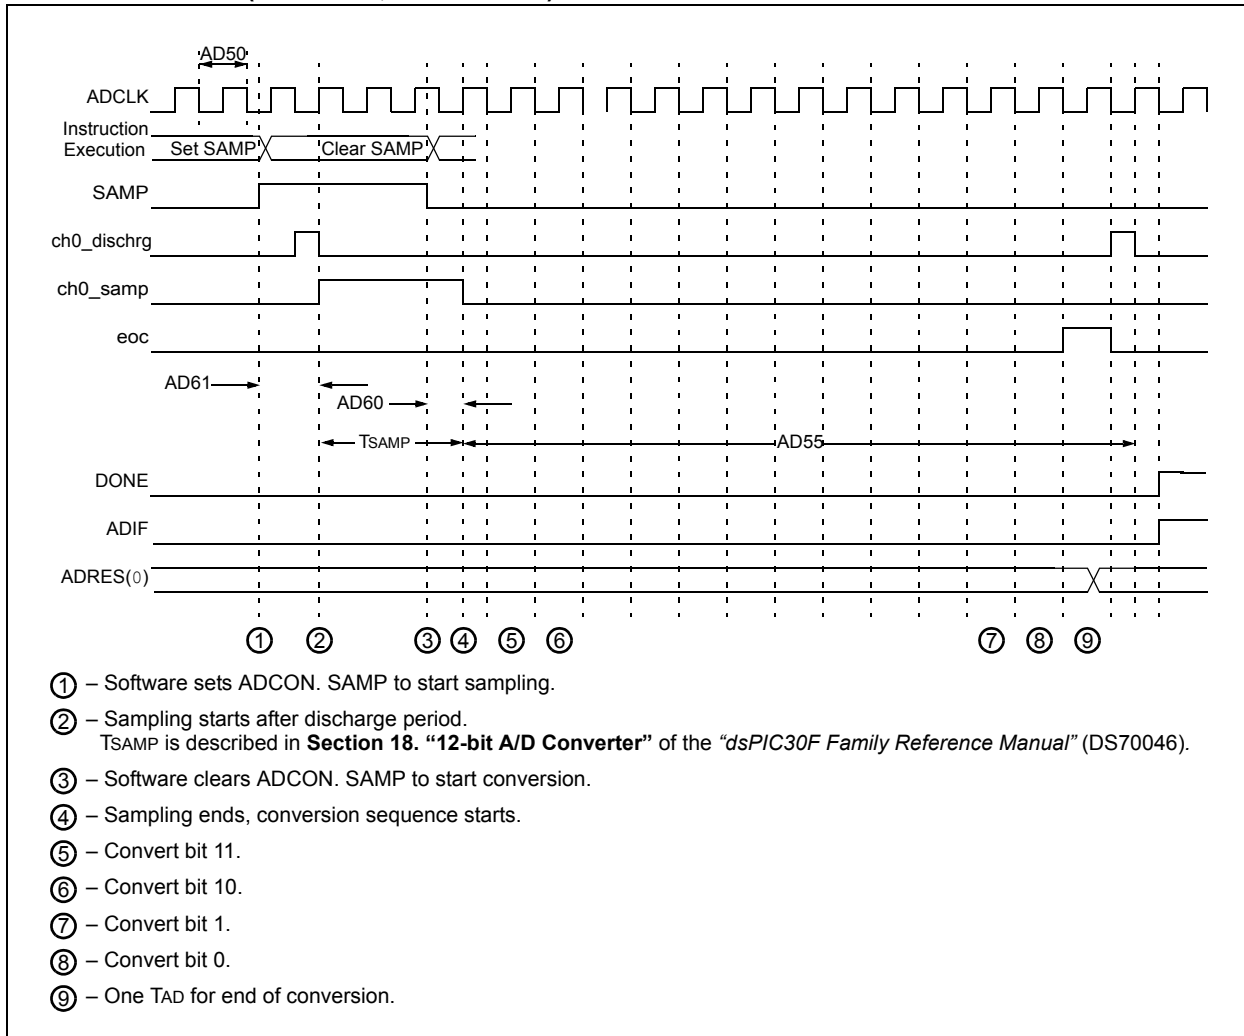 AD50
ADCLK
Instruction
Execution
Set SAMP
Clear SAMP
SAMP
ch0_dischrg
ch0_samp
eoc
AD61
AD60
TSAMP
AD55
DONE
ADIF
ADRES(0)
1 2 3 4 5 6 7 8 9
1 – Software sets ADCON. SAMP to start sampling.
2 – Sampling starts after discharge period.
TSAMP is described in Section 18. “12-bit A/D Converter” of the “dsPIC30F Family Reference Manual” (DS70046).
3 – Software clears ADCON. SAMP to start conversion.
4 – Sampling ends, conversion sequence starts.
5 – Convert bit 11.
6 – Convert bit 10.
7 – Convert bit 1.
8 – Convert bit 0.
9 – One TAD for end of conversion.